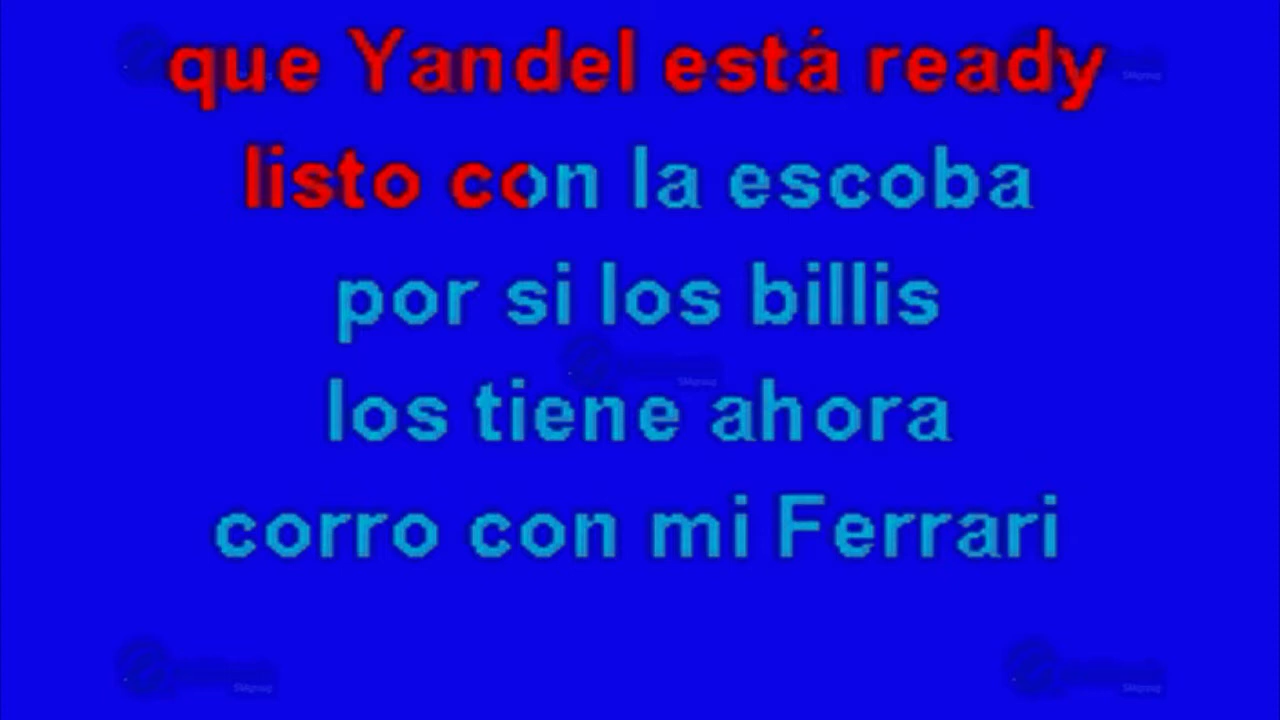 que Yandel está ready
listo con la escoba
por si los billis
los tiene ahora
corro con mi Ferrari